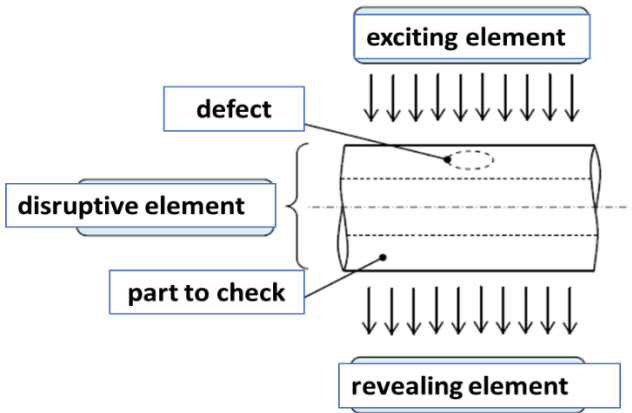 exciting element
defect
disruptive element
part to check
revealing element